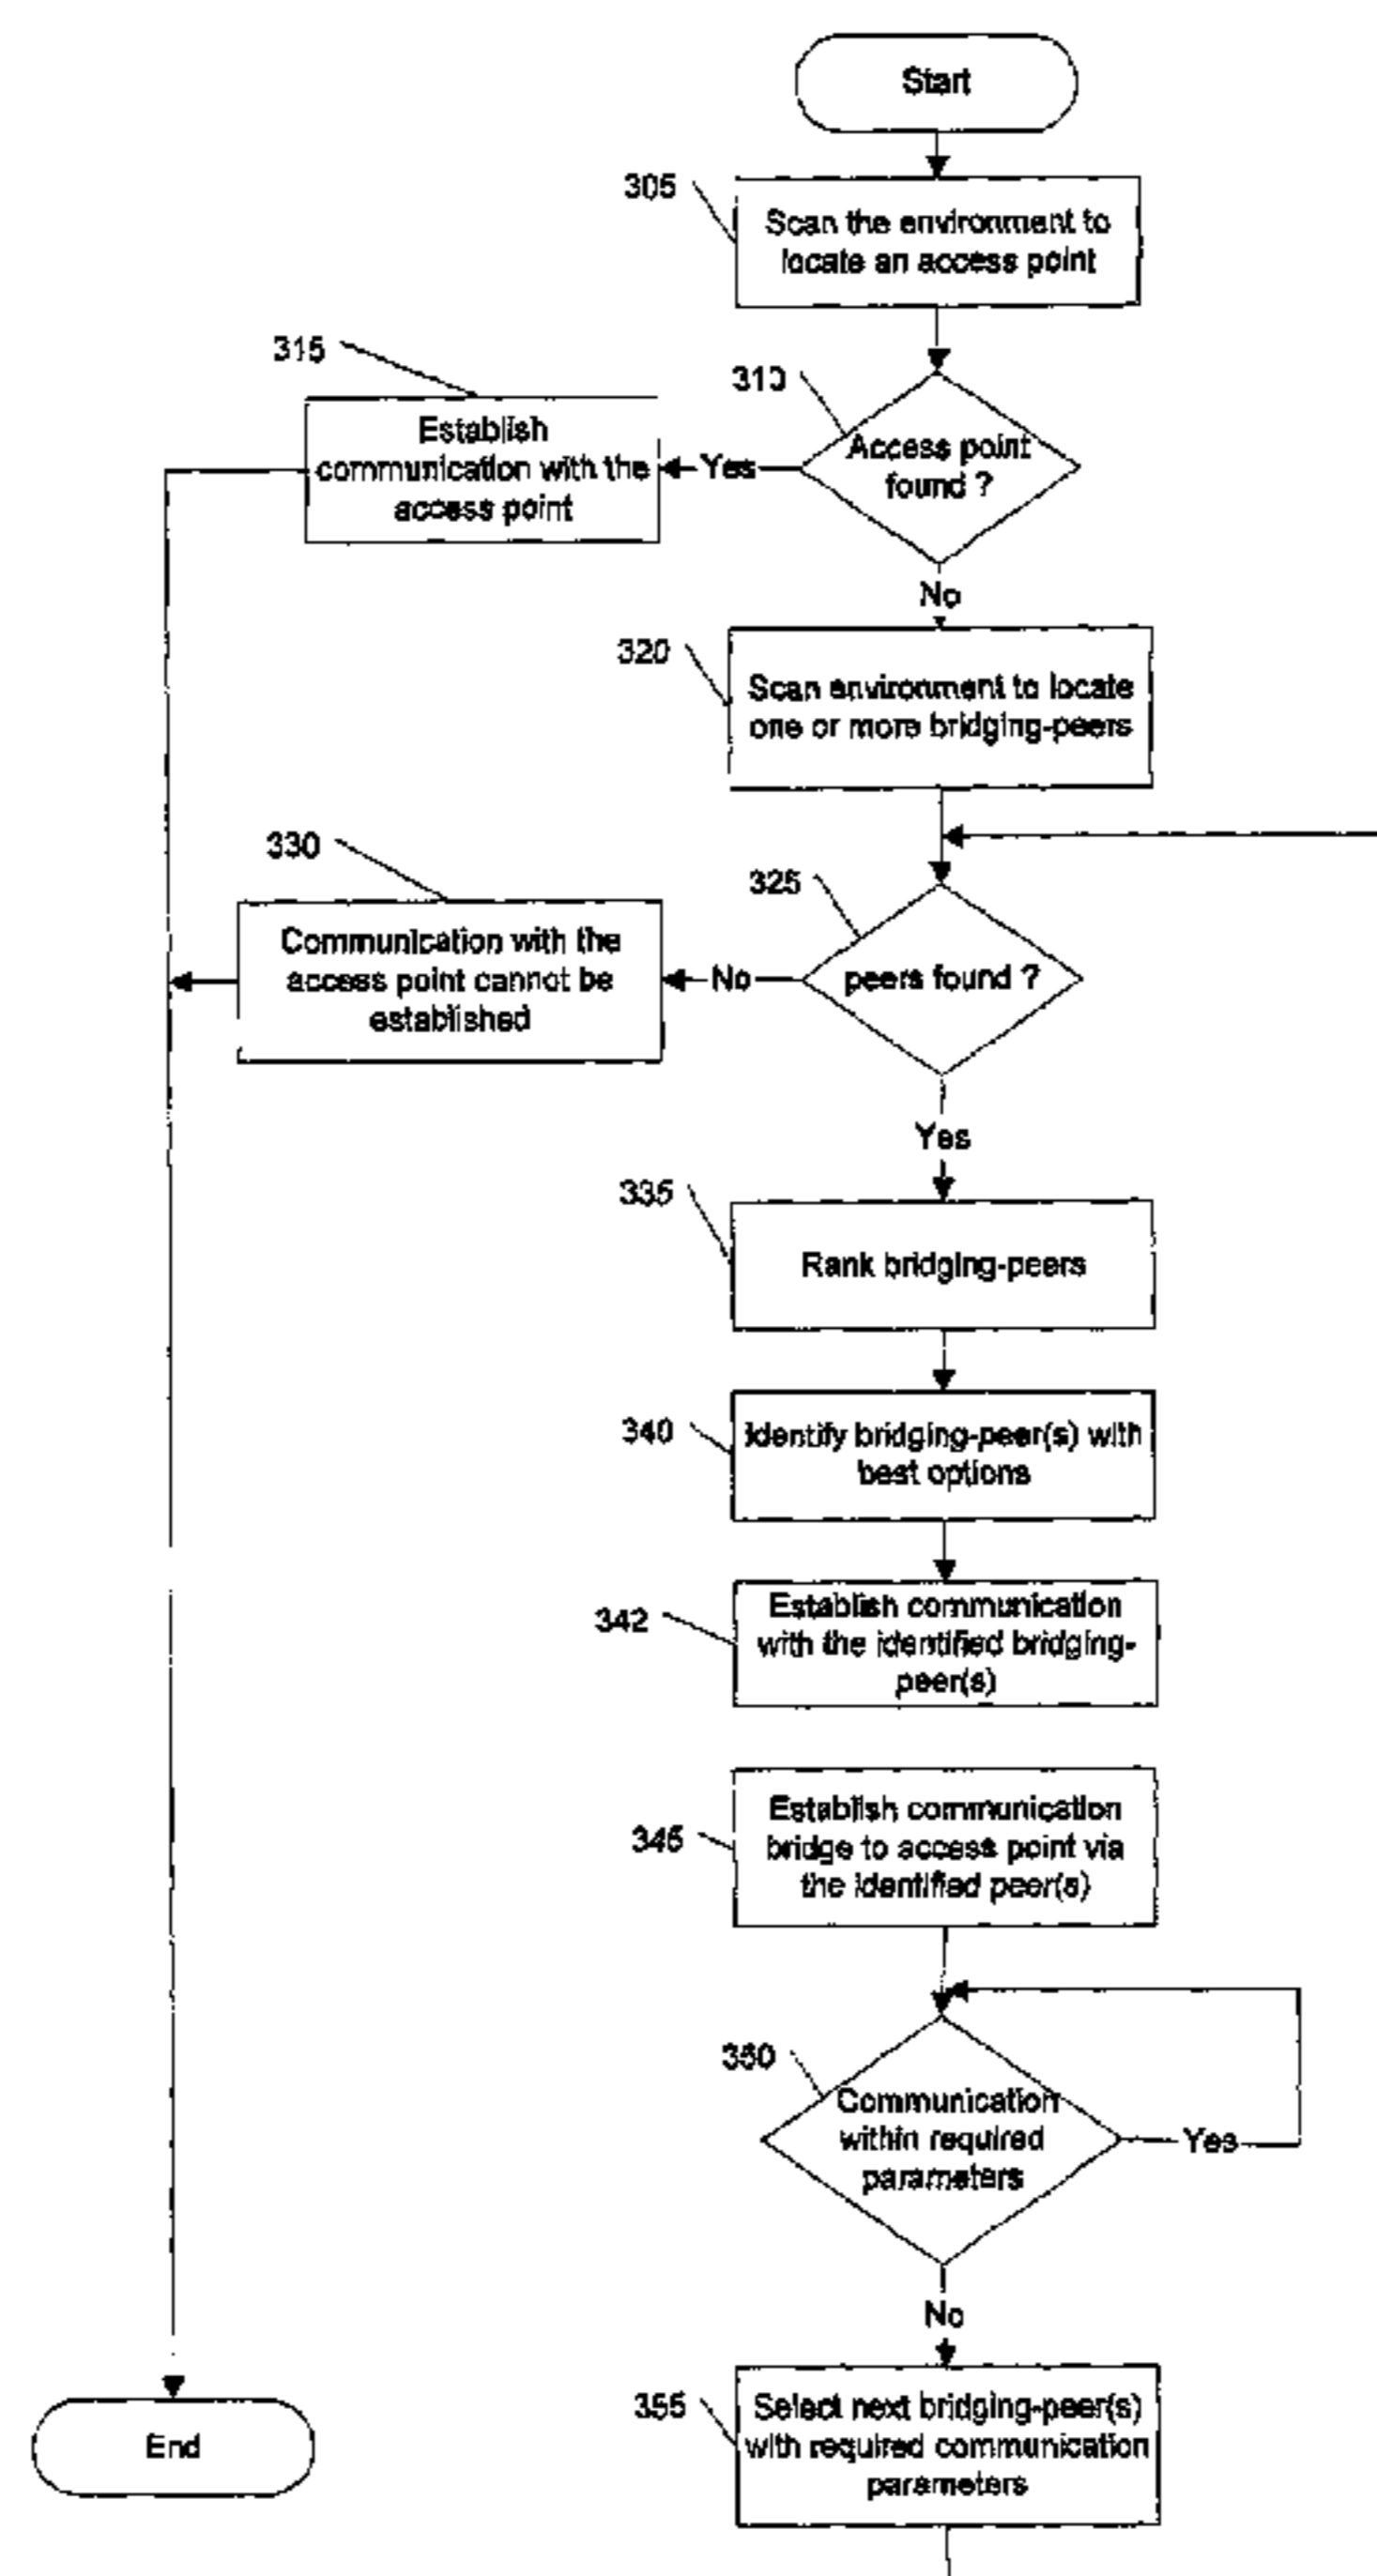 Start
305
Scan the environment to
locate an access point
315
310
Establish
communication with the
access point
Yes
Access point
found ?
No
320
Scan environment to locate
one or more bridging-peers
330
325
Communication with the
access point cannot be
established
No
peers found ?
Yes
335
Rank bridging-peers
340
Identify bridging-peer(s) with
best options
342
Establish communication
with the identified bridging-
peer(s)
345
Establish communication
bridge to access point via
the identified peer(s)
350
Communication
within required
parameters
Yes
No
355
Select next bridging-peer(s)
with required communication
parameters
End